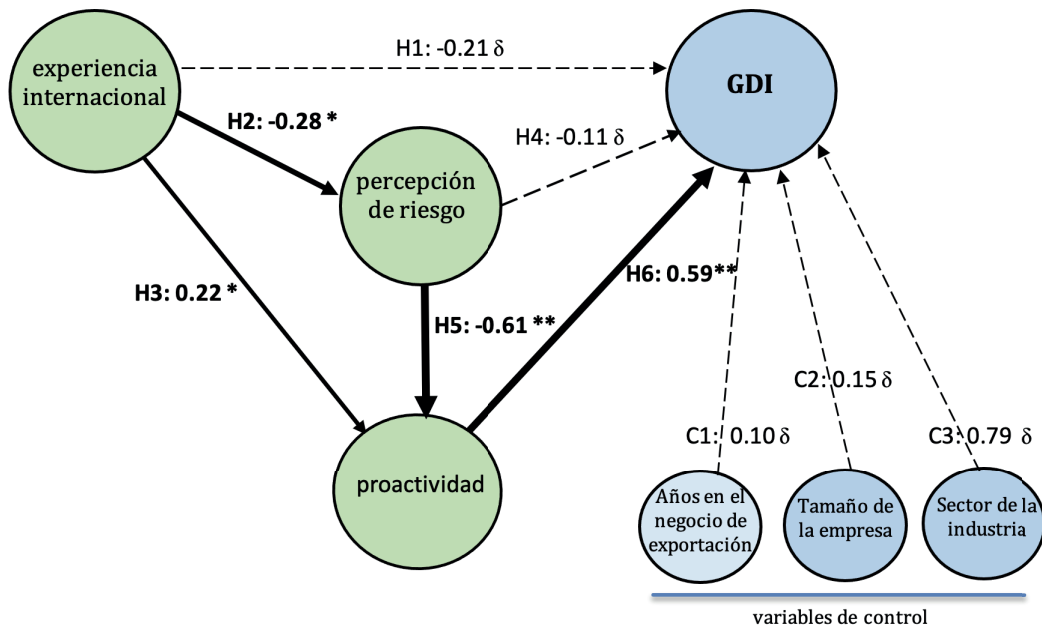 H1: -0.21 δ
experiencia
internacional
GDI
H2: -0.28 *
H4: -0.11 δ
percepción
de riesgo
H3: 0.22 *
H6: 0.59**
H5: -0.61 **
C2: 0.15 δ
C1: 0.10 δ
C3: 0.79 δ
proactividad
Años en el
negocio de
exportación
Tamaño de
la empresa
Sector de la
industria
variables de control